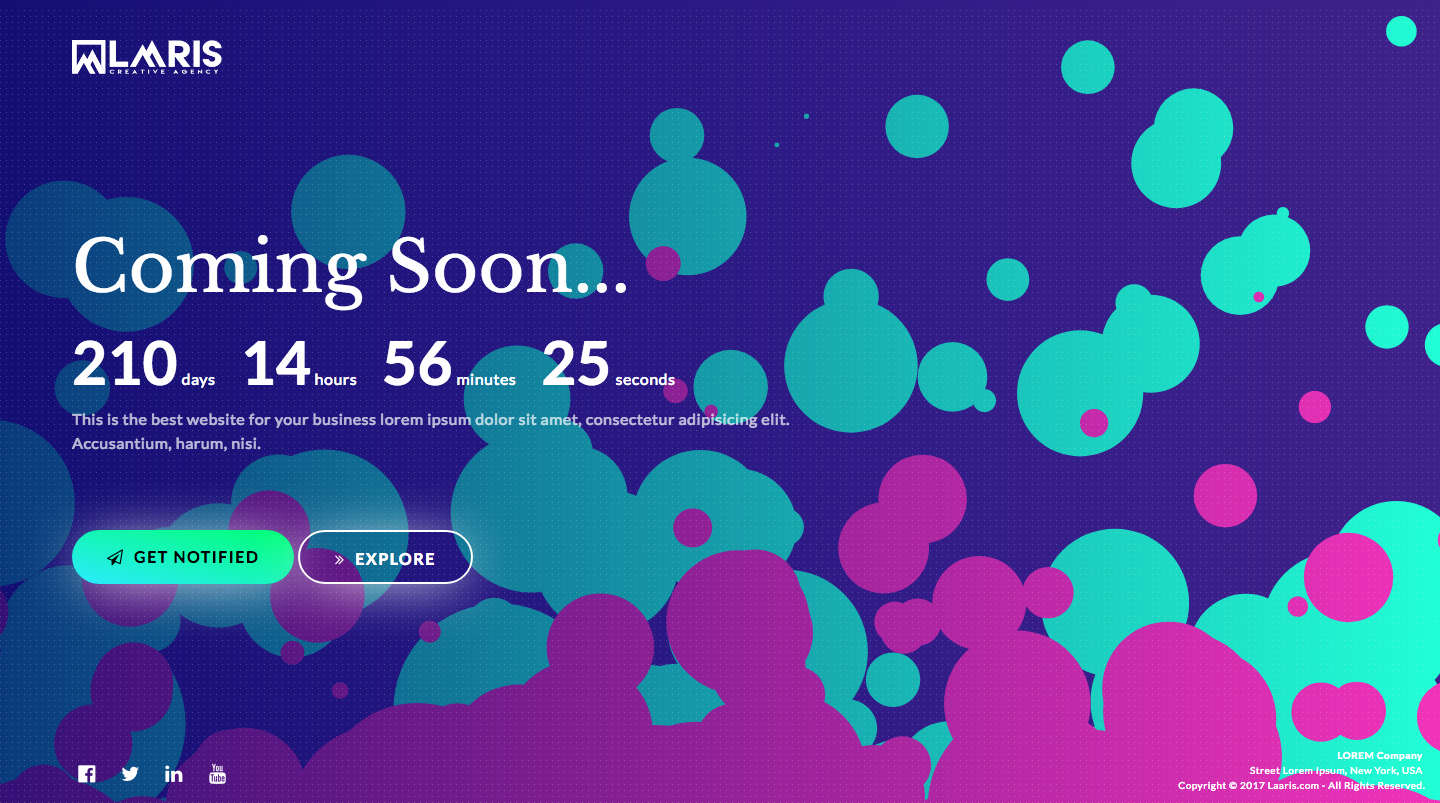 LARIS
CREATIVE AGENCY
Coming Soon...
210 days 14 hours 56 minutes 25 seconds
This is the best website for your business lorem ipsum dolor sit amet, consectetur adipisicing elit.
Accusantium, harum, nisi.
GET NOTIFIED EXPLORE
You
Tube
LOREM Company
Street Lorem Ipsum, New York, USA
Copyright © 2017 Laaris.com - All Rights Reserved.